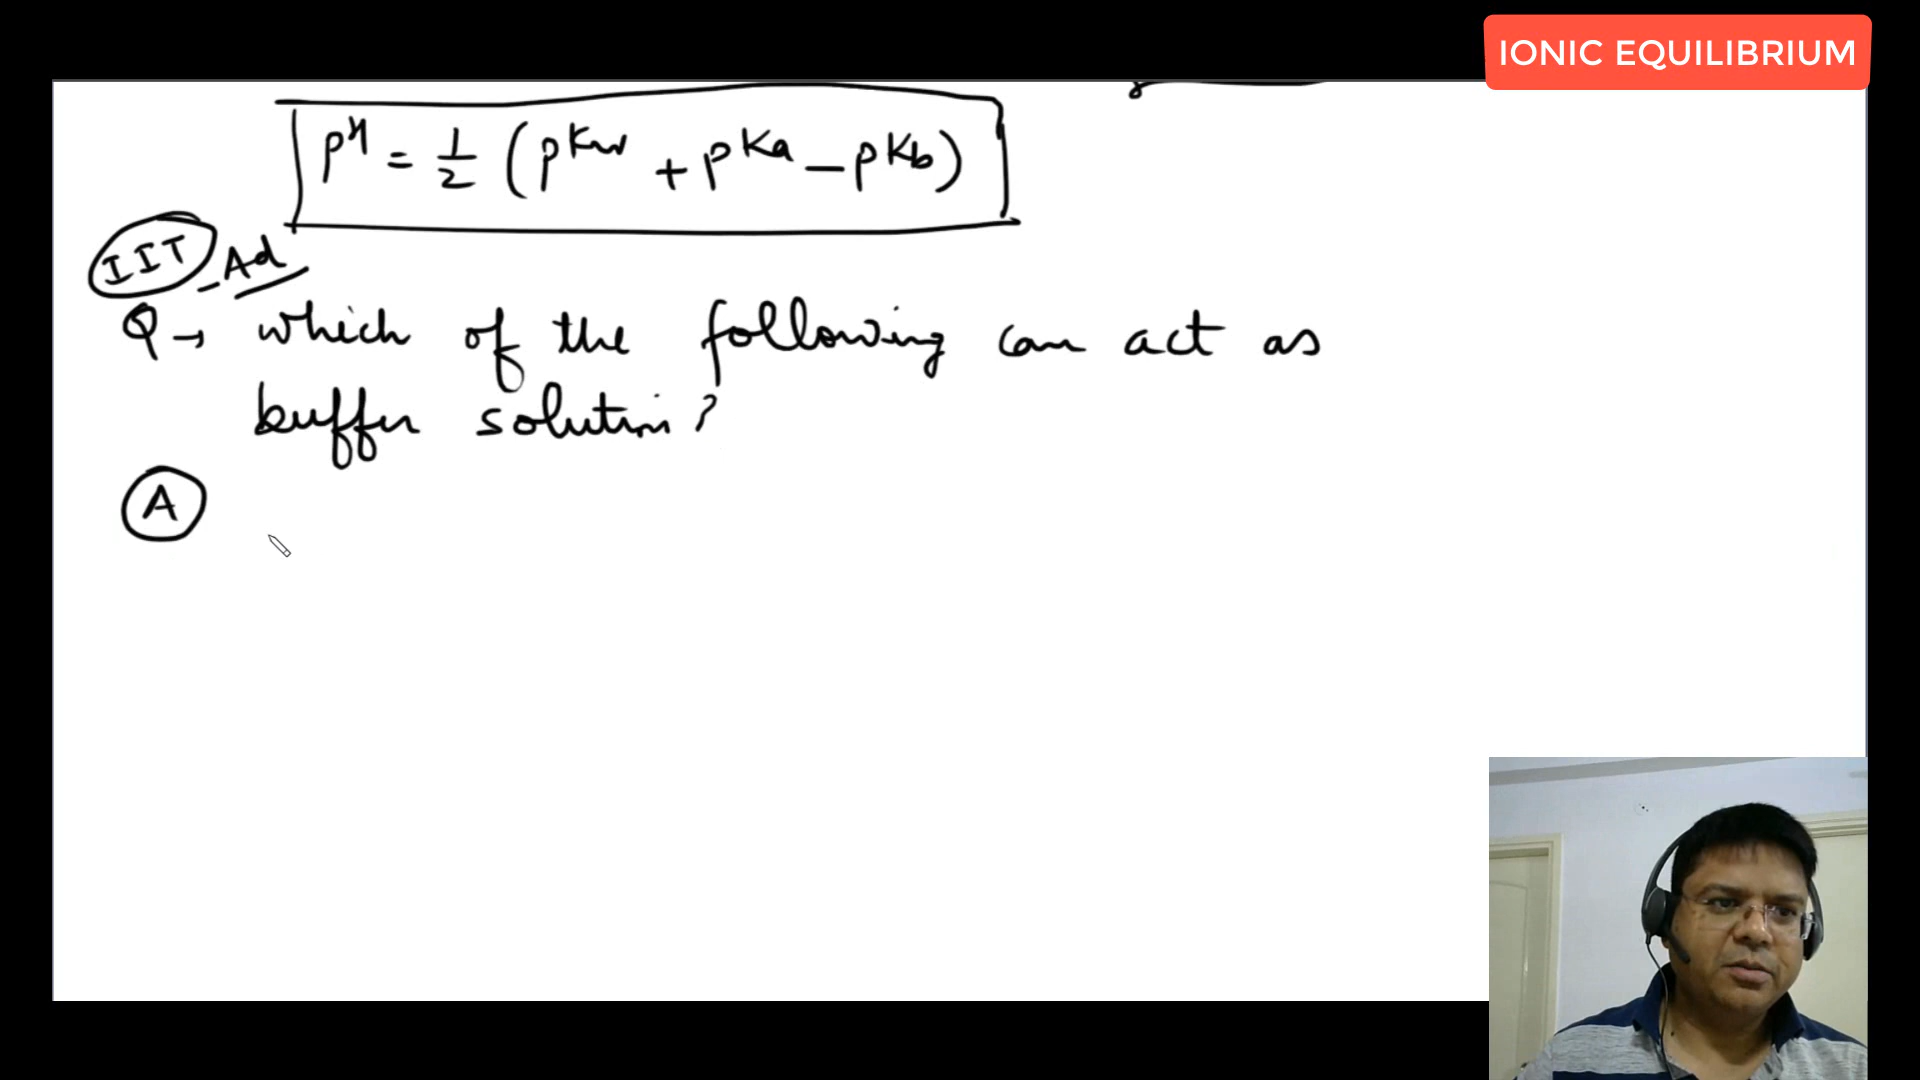 IONIC EQUILIBRIUM
pH = 1/2 (pKw + pKa - pKb)
IIT - Ad
Q → which of the following can act as
buffer solution?
A